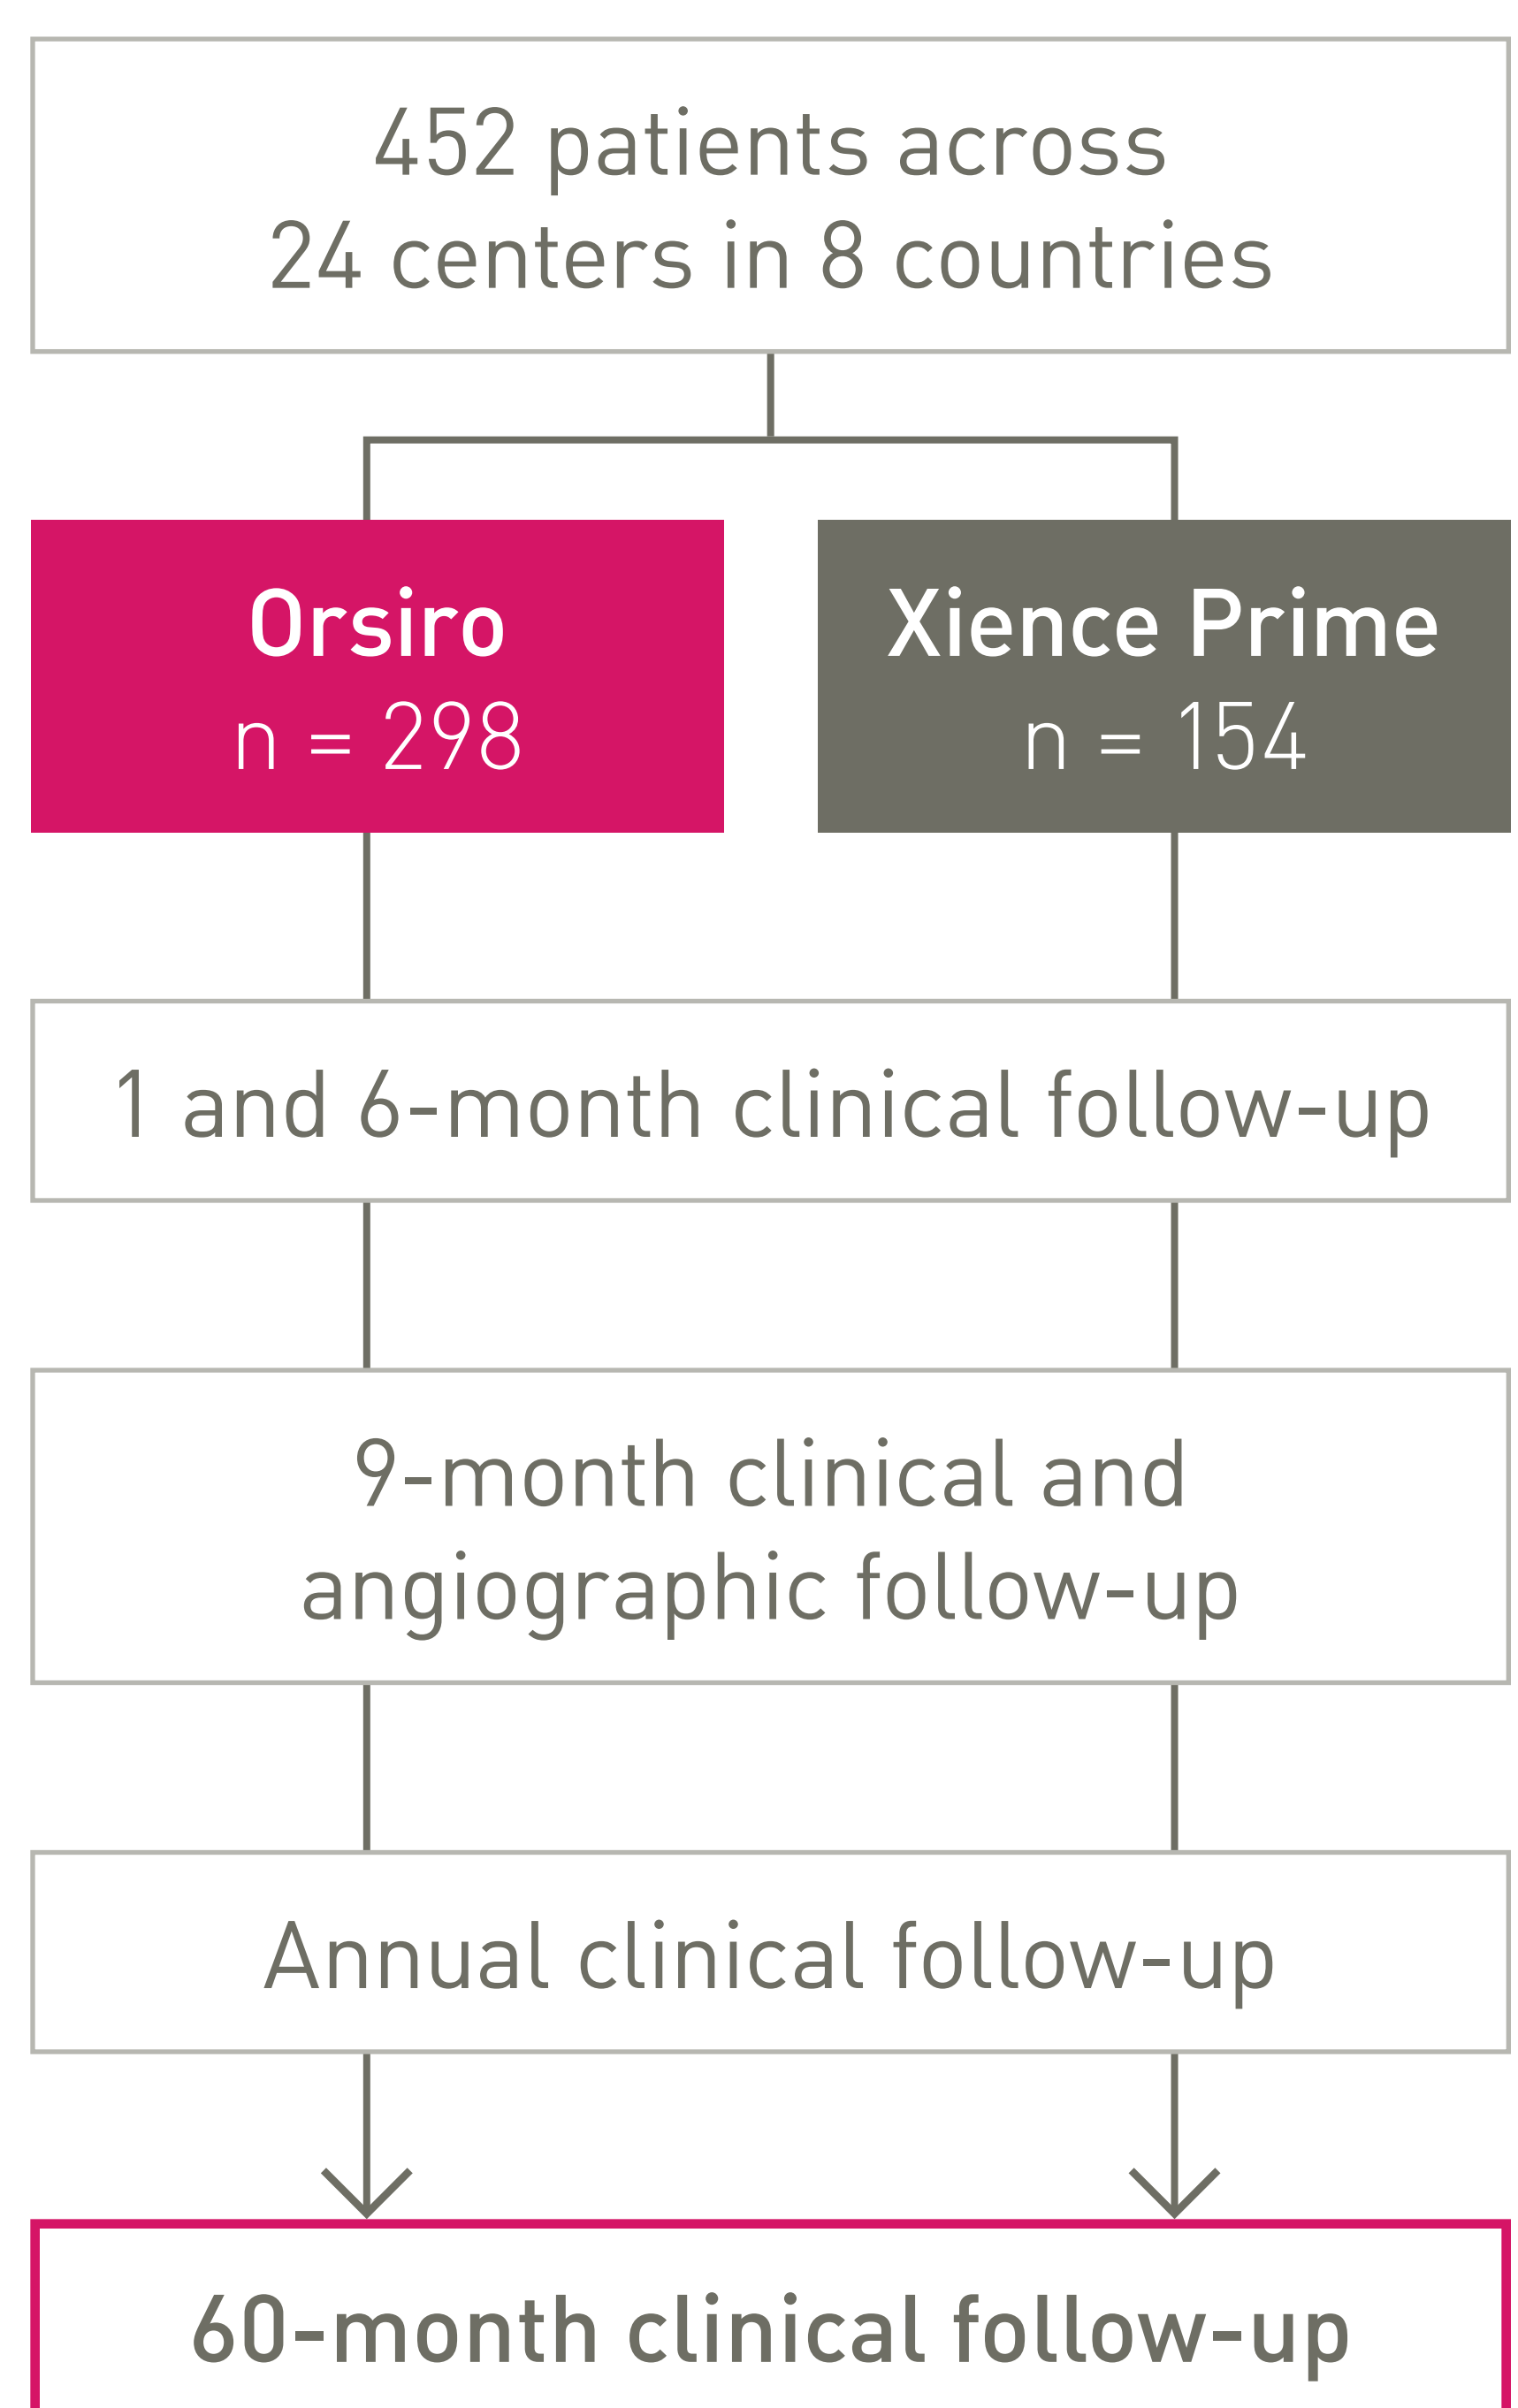 452 patients across
24 centers in 8 countries
Orsiro
n = 298
Xience Prime
n = 154
1 and 6-month clinical follow-up
9-month clinical and
angiographic follow-up
Annual clinical follow-up
60-month clinical follow-up